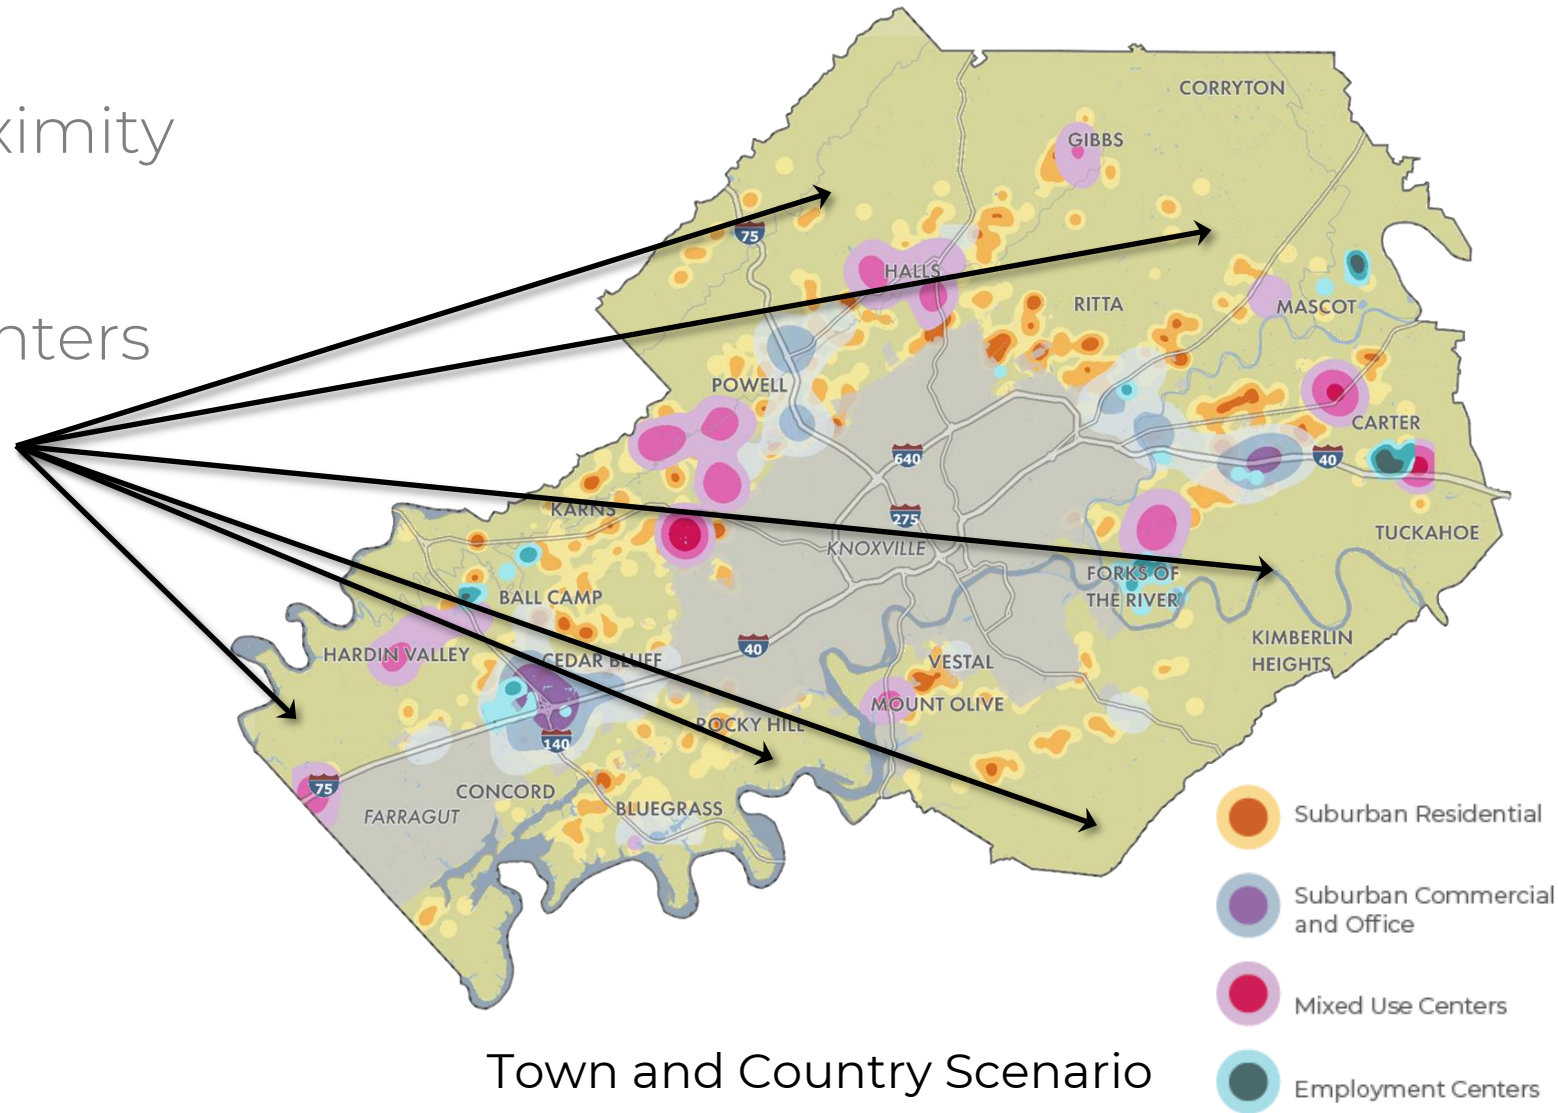 ximity
nters
CORRYTON
GIBBS
75
HALLS
RITTA
MASCOT
POWELL
CARTER
640
40
KARNS
275
KNOXVILLE
TUCKAHOE
FORKS OF
THE RIVER
BALL CAMP
KIMBERLIN
HEIGHTS
HARDIN VALLEY
CEDAR BLUFF
40
VESTAL
MOUNT OLIVE
ROCKY HILL
140
75
CONCORD
FARRAGUT
BLUEGRASS
Suburban Residential
Suburban Commercial
and Office
Mixed Use Centers
Employment Centers
Town and Country Scenario